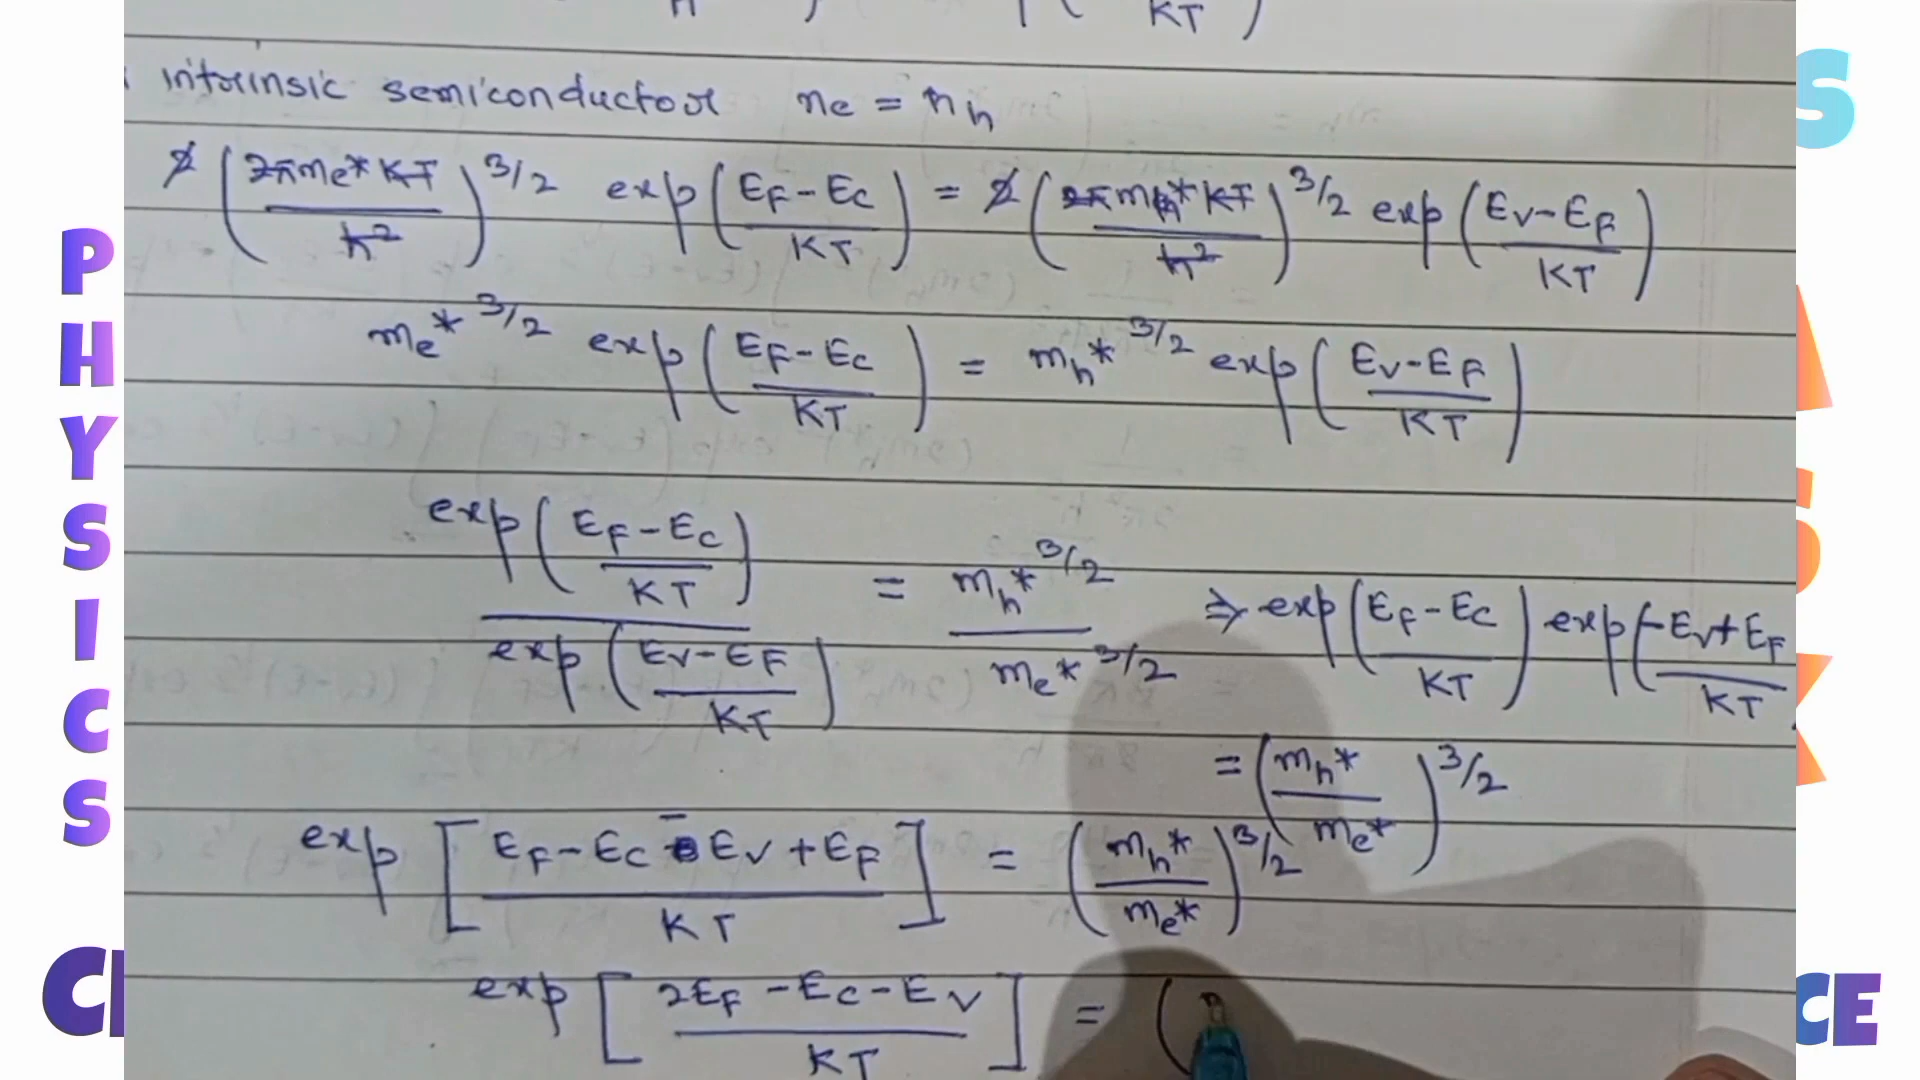 KT
intrinsic semiconductor ne = nh
2 (2πme* KT / h²)^3/2 exp (EF - EC / KT) = 2 (2πmh* KT / h²)^3/2 exp (EV - EF / KT)
me*^3/2 exp (EF - EC / KT) = mh*^3/2 exp (EV - EF / KT)
exp (EF - EC / KT) / exp (EV - EF / KT) = mh*^3/2 / me*^3/2 ⇒ exp (EF - EC / KT) exp (-EV + EF / KT
= (mh* / me*)^3/2
exp [EF - EC - EV + EF / KT] = (mh* / me*)^3/2
exp [2EF - EC - EV / KT] = (
PHYSICS
S
CE